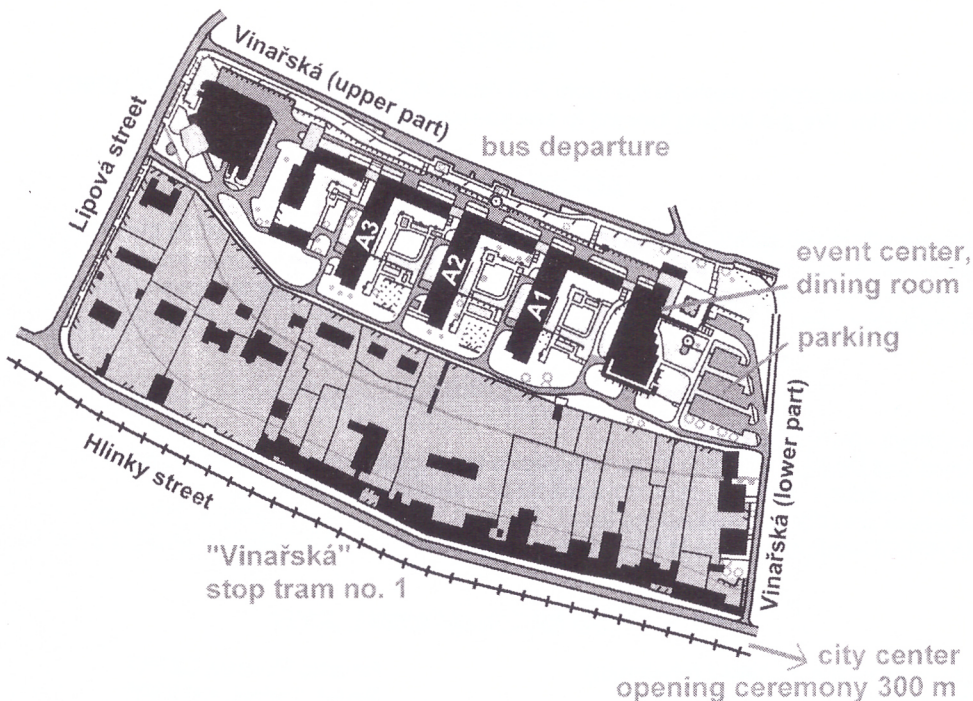 Vinařská (upper part)
bus departure
Lipová street
A3
A2
A1
event center,
dining room
parking
Vinařská (lower part)
Hlinky street
"Vinařská"
stop tram no. 1
city center
opening ceremony 300 m